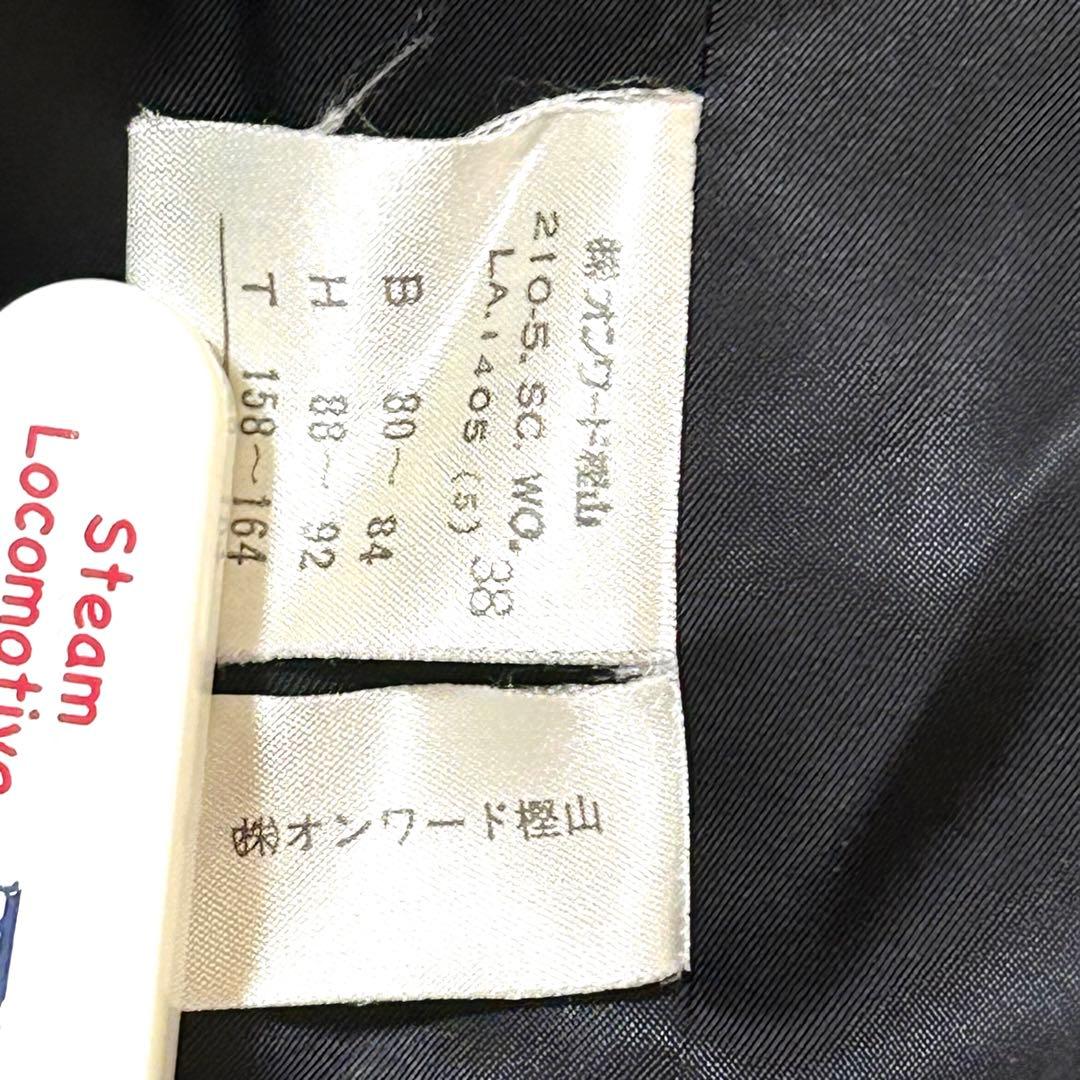 ㈱オンワード樫山
210-5. SC. WO.
LA.1405 (5) 38
B 80～ 84
H 88～ 92
T 158～164
㈱オンワード樫山
Steam
Locomotive